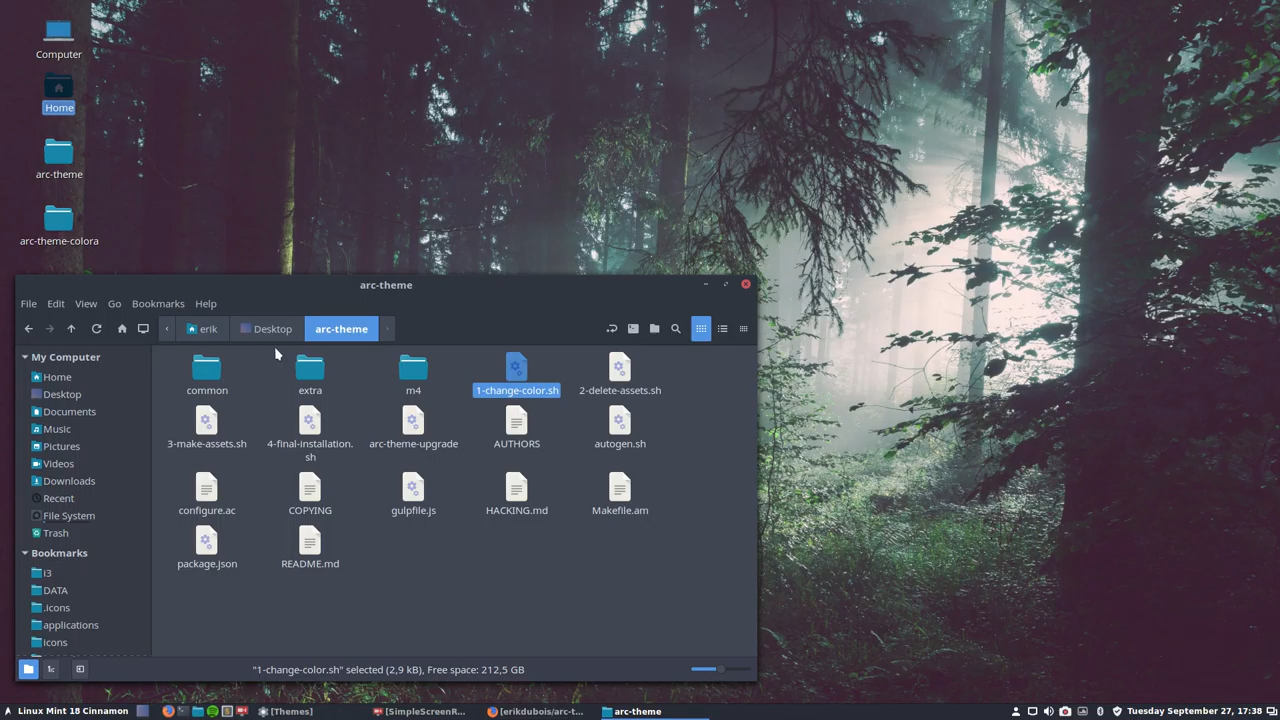 Computer
Home
arc-theme
arc-theme-colora
arc-theme
File Edit View Go Bookmarks Help
erik Desktop arc-theme
My Computer
Home
Desktop
Documents
Music
Pictures
Videos
Downloads
Recent
File System
Trash
Bookmarks
i3
DATA
.icons
applications
icons
common extra m4 1-change-color.sh 2-delete-assets.sh
3-make-assets.sh 4-final-installation. arc-theme-upgrade AUTHORS autogen.sh
sh
configure.ac COPYING gulpfile.js HACKING.md Makefile.am
package.json README.md
"1-change-color.sh" selected (2,9 kB), Free space: 212,5 GB
Linux Mint 18 Cinnamon [Themes] [SimpleScreenR... [erikdubois/arc-t... arc-theme Tuesday September 27, 17:38